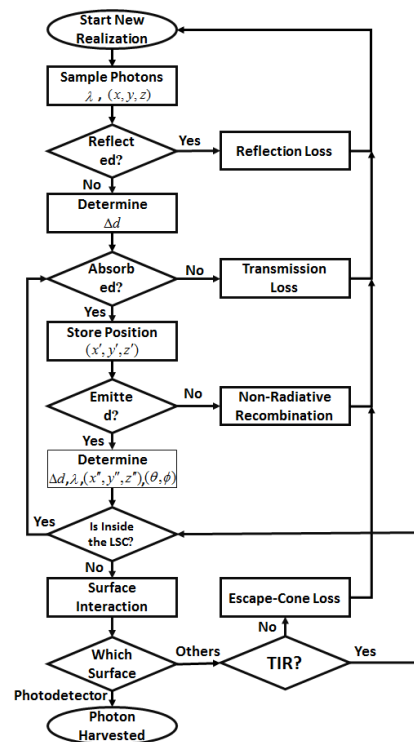 Start New
Realization
Sample Photons
λ , (x, y, z)
Reflect
ed?
Yes
Reflection Loss
No
Determine
Δd
Absorb
ed?
No
Transmission
Loss
Yes
Store Position
(x′, y′, z′)
Emitte
d?
No
Non-Radiative
Recombination
Yes
Determine
Δd,λ,(x″,y″,z″),(θ,ϕ)
Yes
Is Inside
the LSC?
No
Surface
Interaction
Escape-Cone Loss
No
Which
Surface
Others
TIR?
Yes
Photodetector
Photon
Harvested